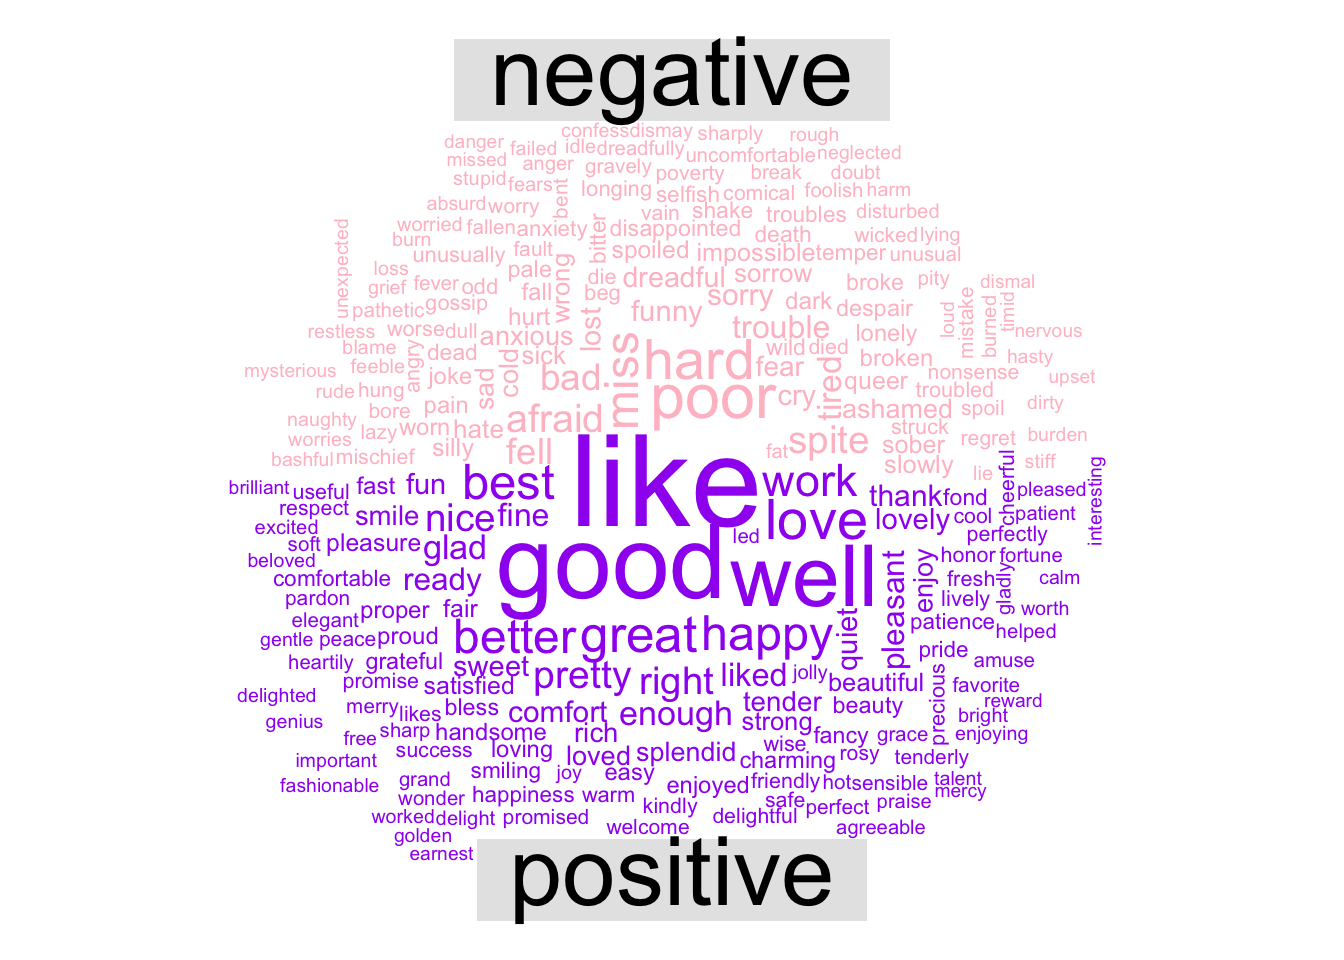 negative
confess dismay sharply rough
danger failed idle dreadfully uncomfortable neglected
missed anger gravely poverty break doubt
stupid fears bent longing selfish comical foolish harm
absurd worry vain shake troubles disturbed
worried fallen anxiety bitter disappointed death wicked lying
unexpected burn unusually fault spoiled impossible temper unusual
loss pale wrong die dreadful sorrow broke pity dismal
grief fever odd fall beg sorry dark despair
pathetic gossip hurt lost funny trouble lonely loud mistake burned timid nervous
restless worse dull anxious miss hard wild died broken hasty
blame angry dead cold sick fear nonsense
mysterious feeble joke sad bad poor tired queer troubled upset
rude hung pain afraid cry ashamed spoil dirty
naughty bore worn hate spite struck regret burden
worries lazy silly fell fat sober
bashful mischief slowly lie stiff
like
brilliant useful fast fun best work thank fond cheerful pleased interesting
respect smile nice fine love lovely cool patient
excited soft pleasure glad led perfectly
beloved good well pleasant enjoy honor fortune
comfortable ready fresh gladly calm
pardon proper fair lively worth
elegant better great happy quiet patience helped
gentle peace proud pride
heartily grateful sweet pretty right liked jolly beautiful amuse
promise satisfied precious favorite
delighted merry likes bless comfort enough tender beauty reward
genius sharp handsome rich strong fancy grace bright enjoying
free success loving loved splendid wise rosy
important smiling joy easy charming tenderly
fashionable grand happiness warm enjoyed friendly hot sensible talent
wonder kindly safe perfect praise mercy
worked delight promised welcome delightful agreeable
golden
earnest
positive